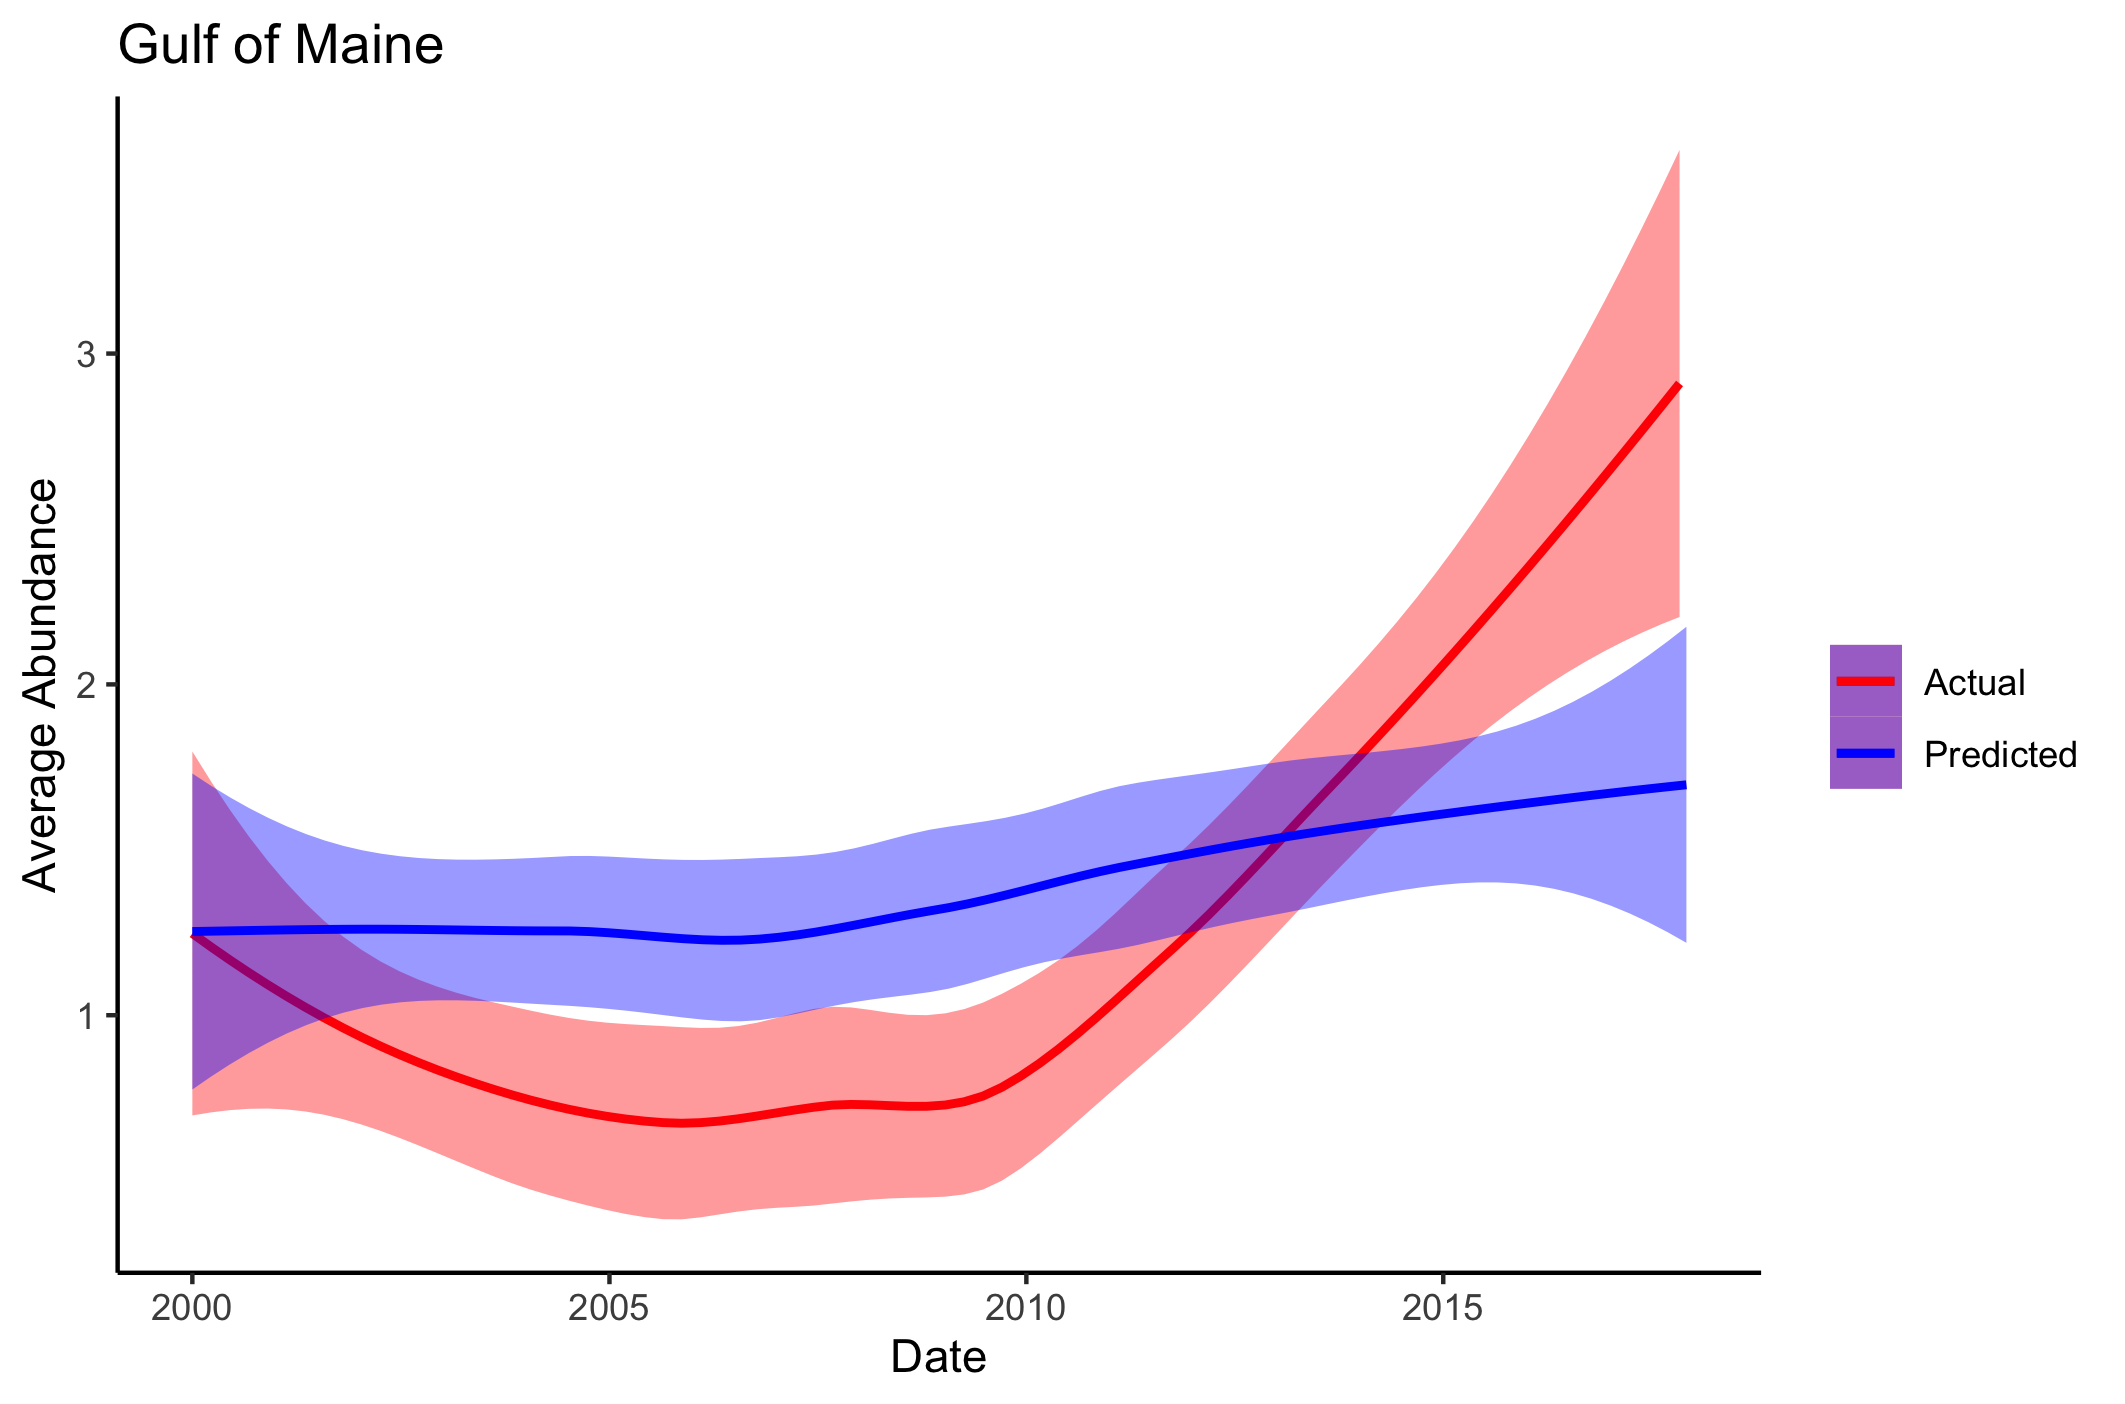 Gulf of Maine
Average Abundance
3
2
1
2000 2005 2010 2015
Date
Actual
Predicted